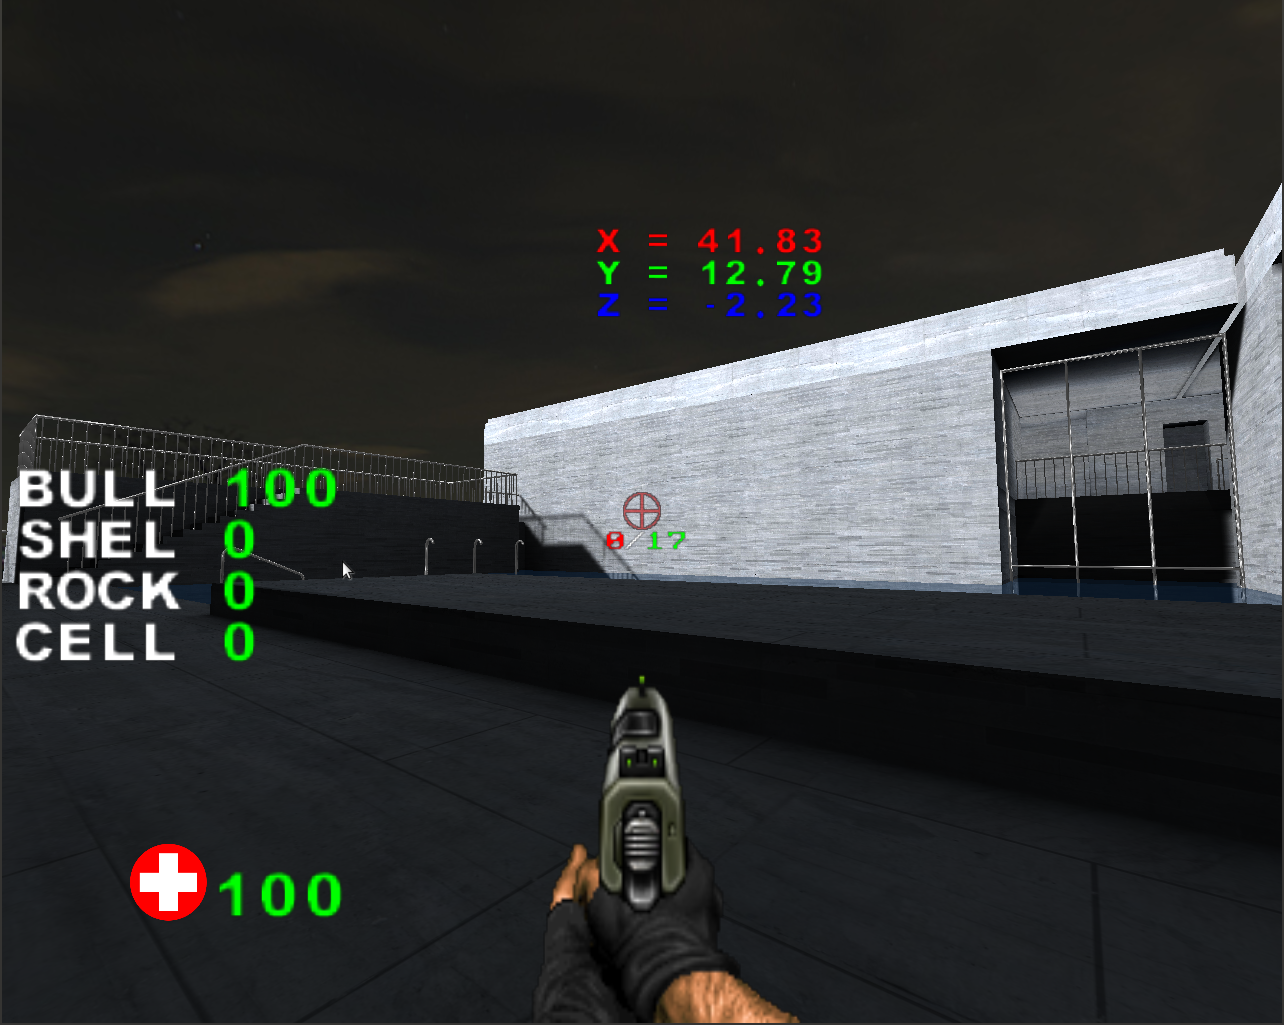 X = 41.83
Y = 12.79
Z = -2.23
BULL 100
SHEL 0
0/17
ROCK 0
CELL 0
100